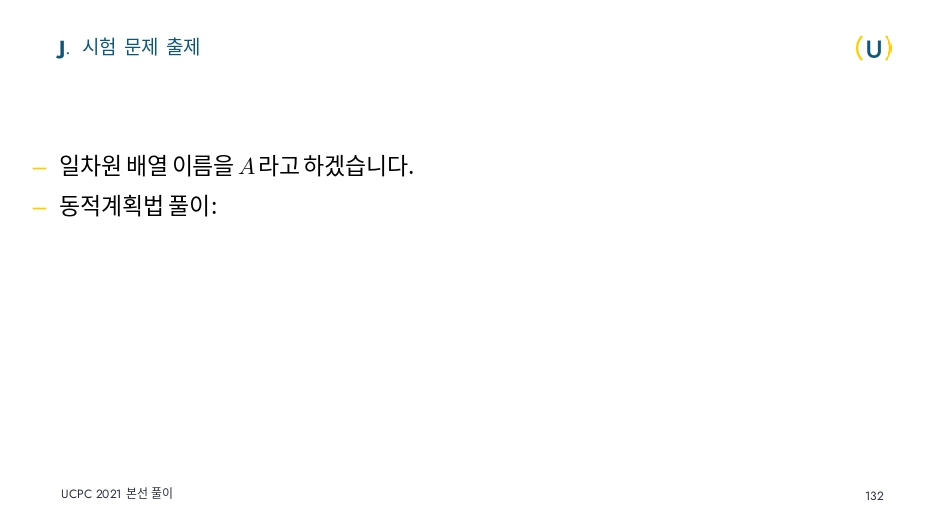 J. 시험 문제 출제
(U)
– 일차원 배열 이름을 A라고 하겠습니다.
– 동적계획법 풀이:
UCPC 2021 본선 풀이
132